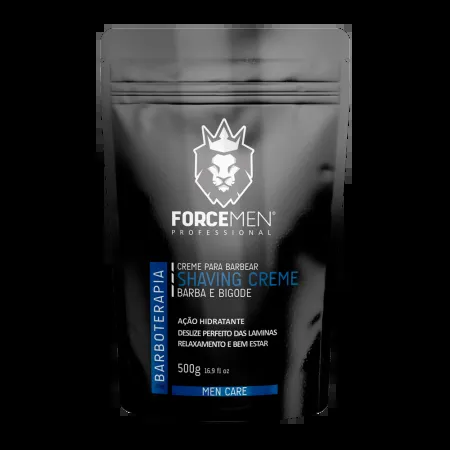 FORCEMEN®
PROFESSIONAL
BARBOTERAPIA
CREME PARA BARBEAR
SHAVING CREME
BARBA E BIGODE
AÇÃO HIDRATANTE
DESLIZE PERFEITO DAS LAMINAS
RELAXAMENTO E BEM ESTAR
500g 16,9 fl oz
MEN CARE